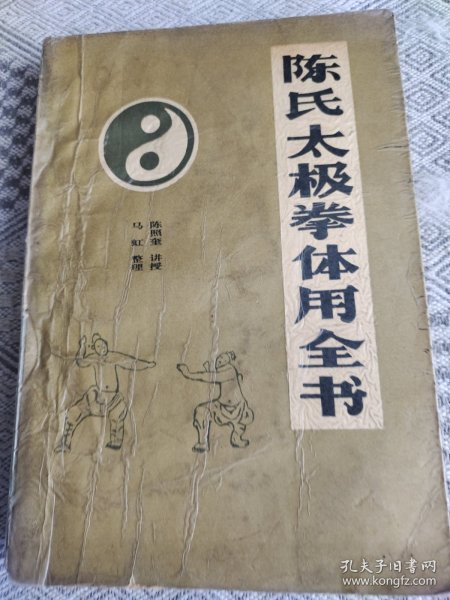 陈氏太极拳体用全书
陈照奎 讲授
马虹 整理
孔夫子旧书网
www.kongfz.com